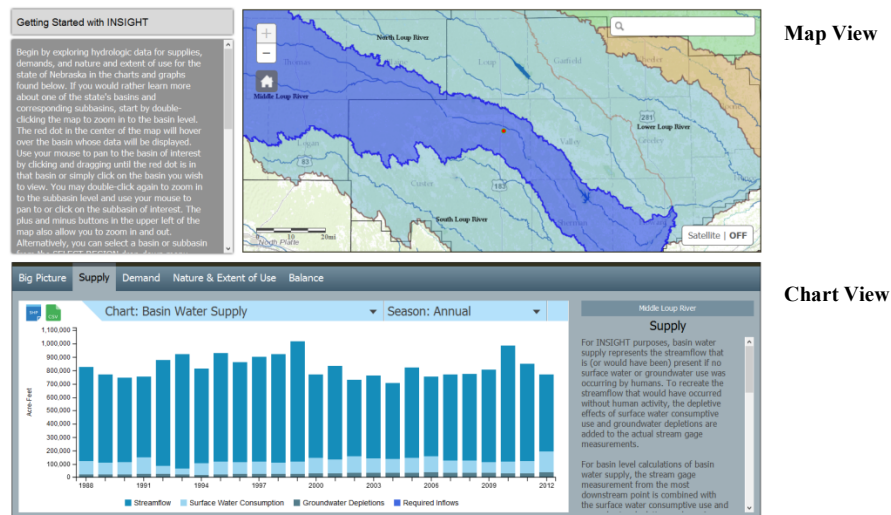 Getting Started with INSIGHT
Begin by exploring hydrologic data for supplies,
demands, and nature and extent of use for the
state of Nebraska in the charts and graphs
found below. If you would rather learn more
about one of the state's basins and
corresponding subbasins, start by double-
clicking the map to zoom in to the basin level.
The red dot in the center of the map will hover
over the basin whose data will be displayed.
Use your mouse to pan to the basin of interest
by clicking and dragging until the red dot is in
that basin or simply click on the basin you wish
to view. You may double-click again to zoom in
to the subbasin level and use your mouse to
pan to or click on the subbasin of interest. The
plus and minus buttons in the upper left of the
map also allow you to zoom in and out.
Alternatively, you can select a basin or subbasin
+
−
North Loup River
Loup
Garfield
Thomas
Middle Loup River
281
Lower Loup River
Valley
Greeley
Logan
83
Custer
183
Sherman
South Loup River
0 10 20mi
North Platte
Satellite | OFF
Map View
Big Picture Supply Demand Nature & Extent of Use Balance
Chart: Basin Water Supply
Season: Annual
1,100,000
1,000,000
900,000
800,000
700,000
600,000
500,000
400,000
300,000
200,000
100,000
0
Acre-Feet
1988 1991 1994 1997 2000 2003 2006 2009 2012
Streamflow Surface Water Consumption Groundwater Depletions Required Inflows
Middle Loup River
Supply
For INSIGHT purposes, basin water
supply represents the streamflow that
is (or would have been) present if no
surface water or groundwater use was
occurring by humans. To recreate the
streamflow that would have occurred
without human activity, the depletive
effects of surface water consumptive
use and groundwater depletions are
added to the actual stream gage
measurements.
For basin level calculations of basin
water supply, the stream gage
measurement from the most
downstream point is combined with
the surface water consumptive use and
Chart View